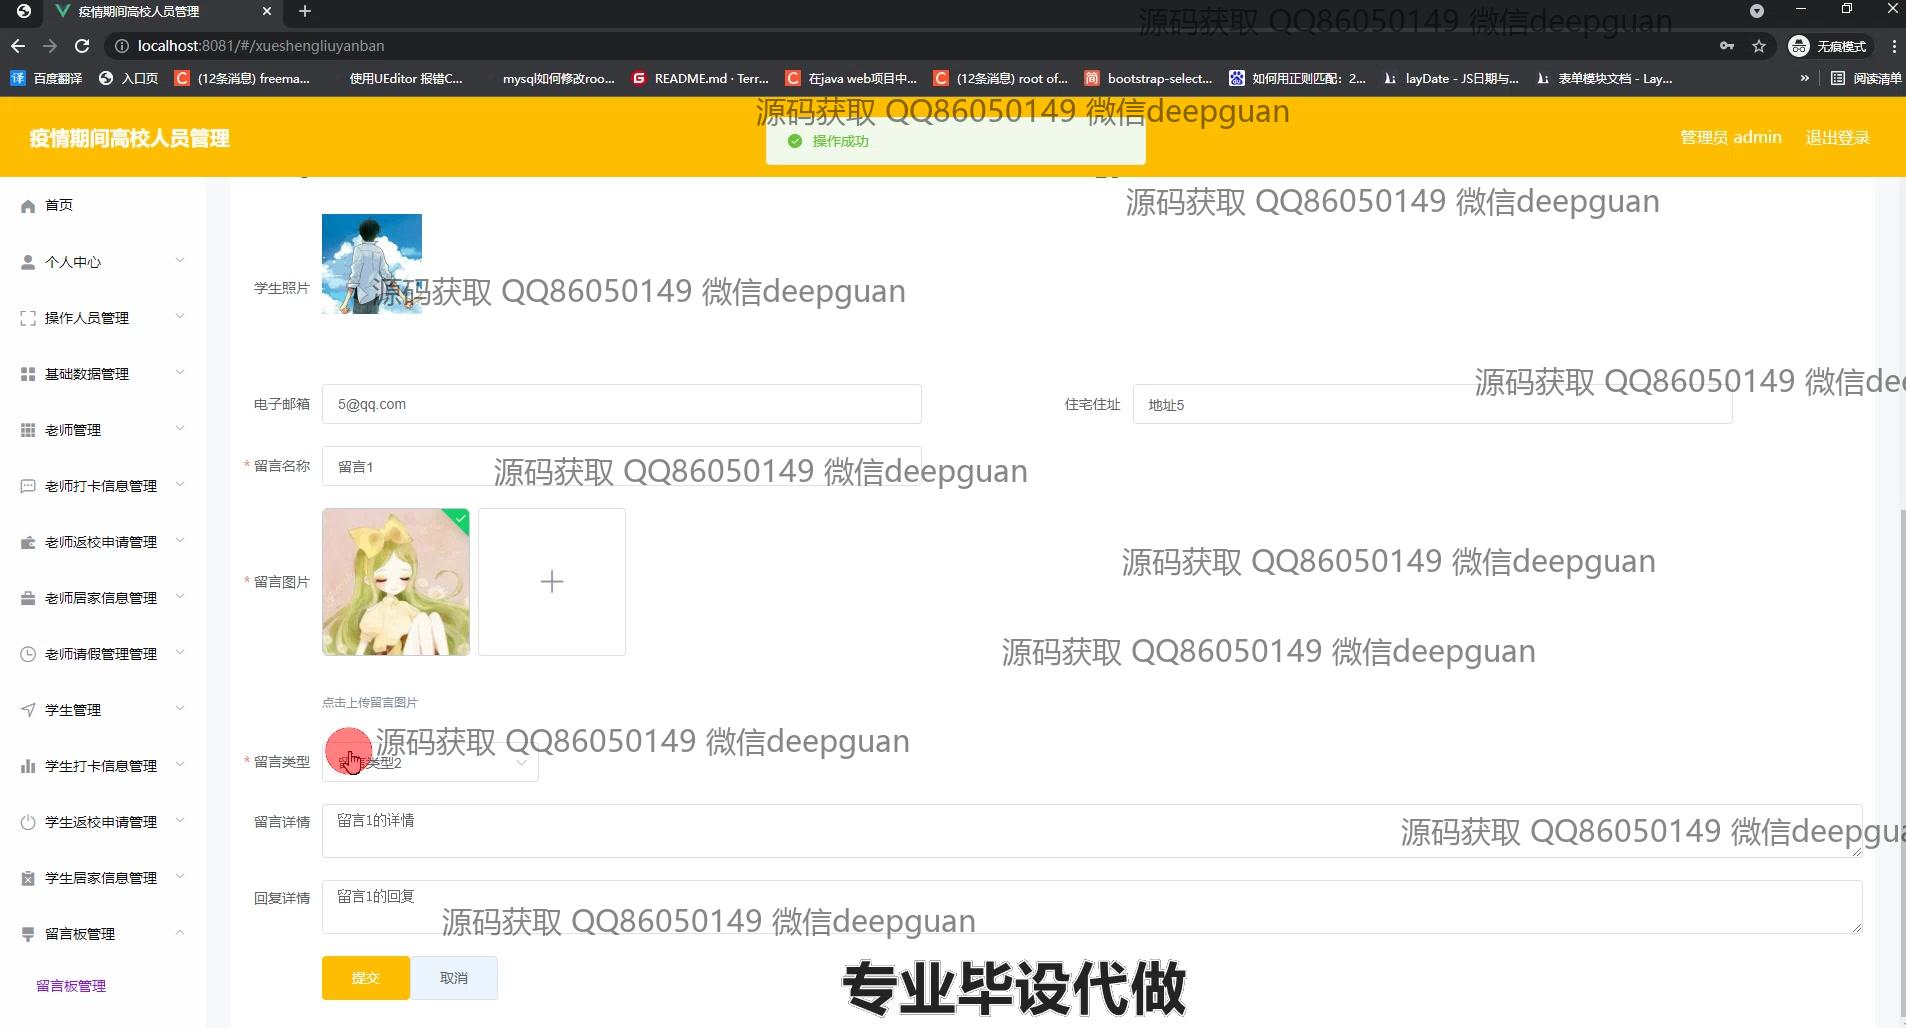 疫情期间高校人员管理
源码获取 QQ86050149 微信deepguan
localhost:8081/#/xueshengliuyanban
无痕模式
百度翻译
入口页
(12条消息) freema...
使用UEditor 报错C...
mysql如何修改roo...
README.md · Terr...
在java web项目中...
(12条消息) root of...
bootstrap-select...
如何用正则匹配：2...
layDate - JS日期与...
表单模块文档 - Lay...
»
阅读清单
源码获取 QQ86050149 微信deepguan
疫情期间高校人员管理
操作成功
管理员 admin
退出登录
源码获取 QQ86050149 微信deepguan
首页
个人中心
操作人员管理
基础数据管理
老师管理
老师打卡信息管理
老师返校申请管理
老师居家信息管理
老师请假管理管理
学生管理
学生打卡信息管理
学生返校申请管理
学生居家信息管理
留言板管理
留言板管理
学生照片
源码获取 QQ86050149 微信deepguan
源码获取 QQ86050149 微信de
电子邮箱
5@qq.com
住宅住址
地址5
* 留言名称
留言1
源码获取 QQ86050149 微信deepguan
* 留言图片
源码获取 QQ86050149 微信deepguan
源码获取 QQ86050149 微信deepguan
点击上传留言图片
源码获取 QQ86050149 微信deepguan
* 留言类型
留言类型2
留言详情
留言1的详情
源码获取 QQ86050149 微信deepgua
回复详情
留言1的回复
源码获取 QQ86050149 微信deepguan
提交
取消
专业毕设代做